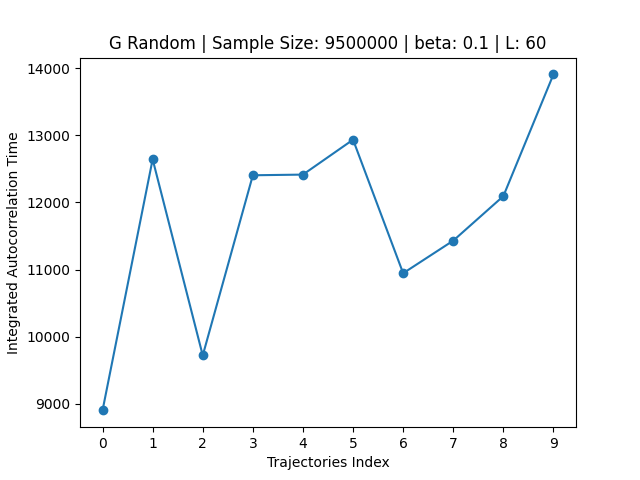 G Random | Sample Size: 9500000 | beta: 0.1 | L: 60
14000
13000
12000
11000
10000
9000
Integrated Autocorrelation Time
0 1 2 3 4 5 6 7 8 9
Trajectories Index